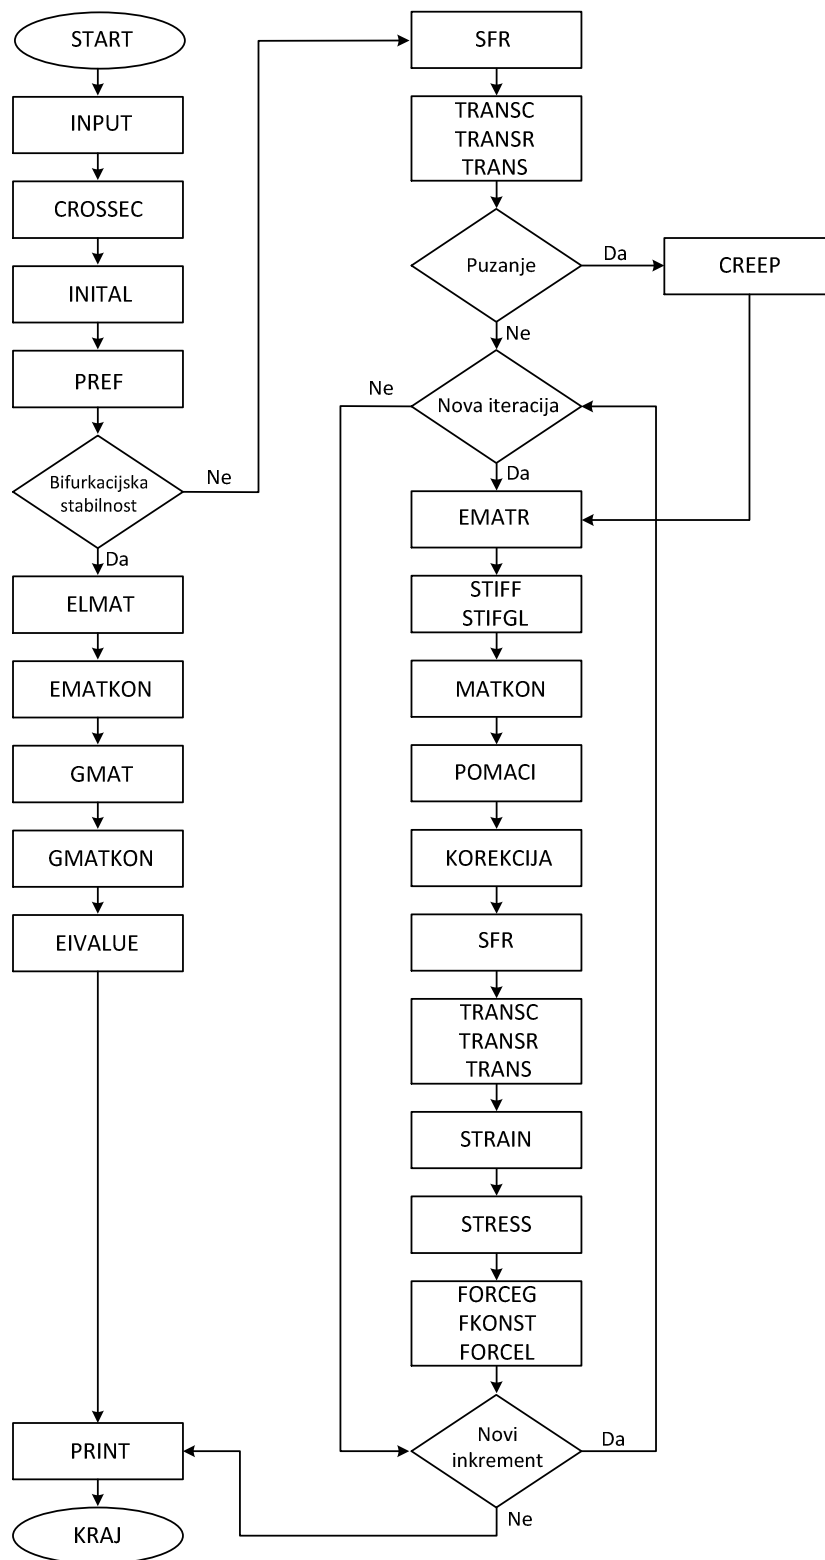 START
INPUT
CROSSEC
INITAL
PREF
Bifurkacijska
stabilnost
Ne
Da
ELMAT
EMATKON
GMAT
GMATKON
EIVALUE
PRINT
KRAJ
SFR
TRANSC
TRANSR
TRANS
Puzanje
Da
CREEP
Ne
Ne
Nova iteracija
Da
EMATR
STIFF
STIFGL
MATKON
POMACI
KOREKCIJA
SFR
TRANSC
TRANSR
TRANS
STRAIN
STRESS
FORCEG
FKONST
FORCEL
Novi
inkrement
Da
Ne